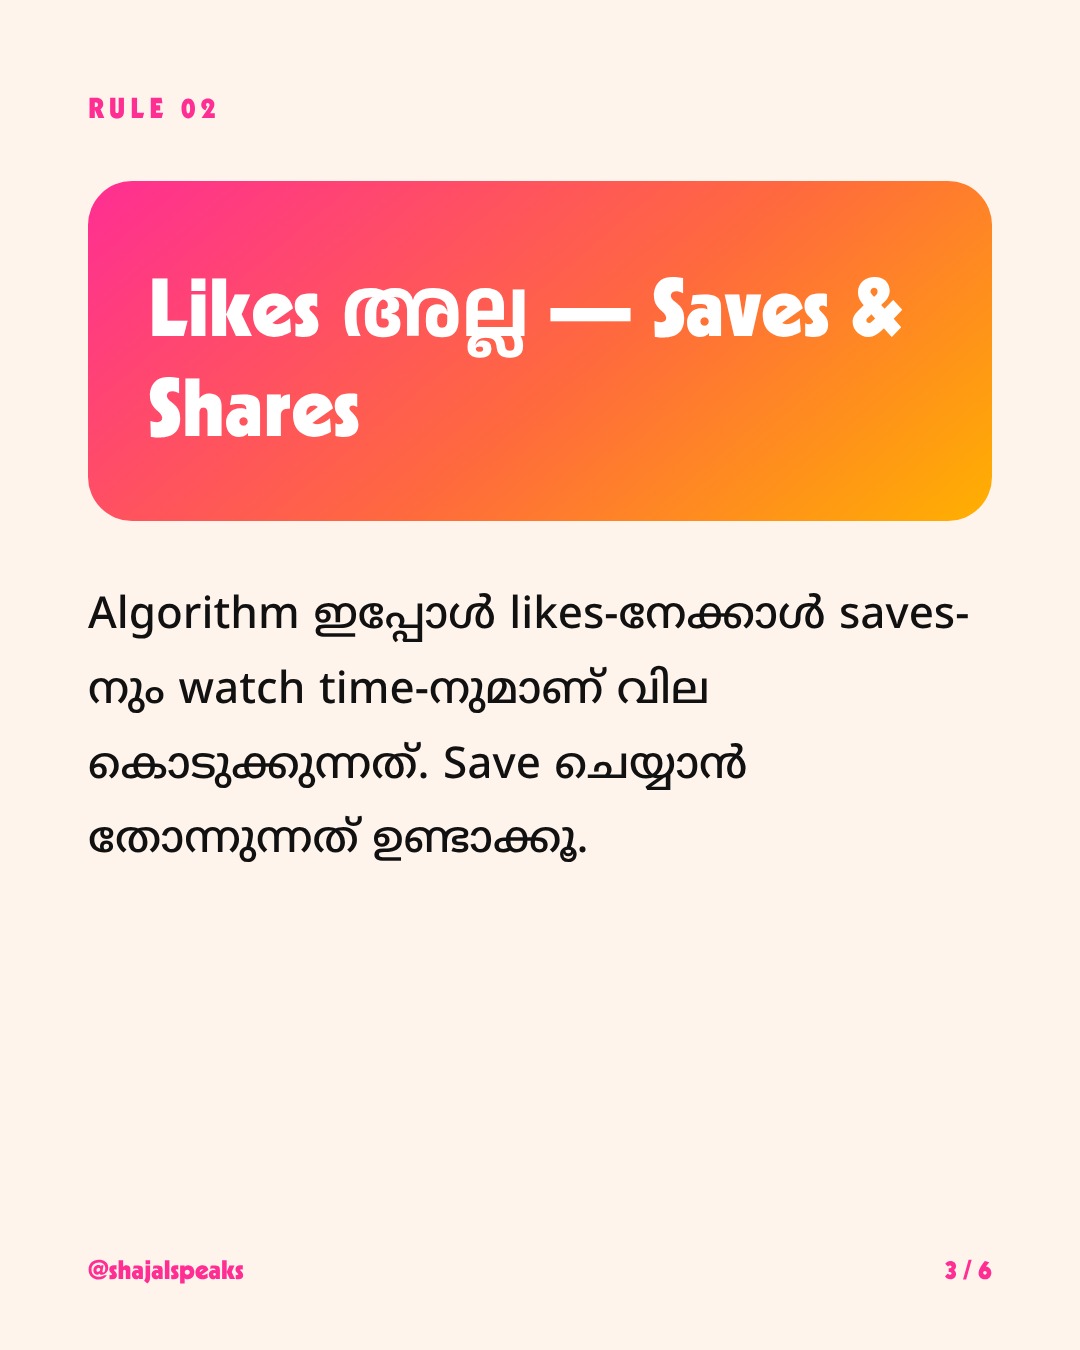 RULE 02
Likes അല്ല — Saves &
Shares
Algorithm ഇപ്പോൾ likes-നേക്കാൾ saves-
നും watch time-നുമാണ് വില
കൊടുക്കുന്നത്. Save ചെയ്യാൻ
തോന്നുന്നത് ഉണ്ടാക്കൂ.
@shajalspeaks
3 / 6